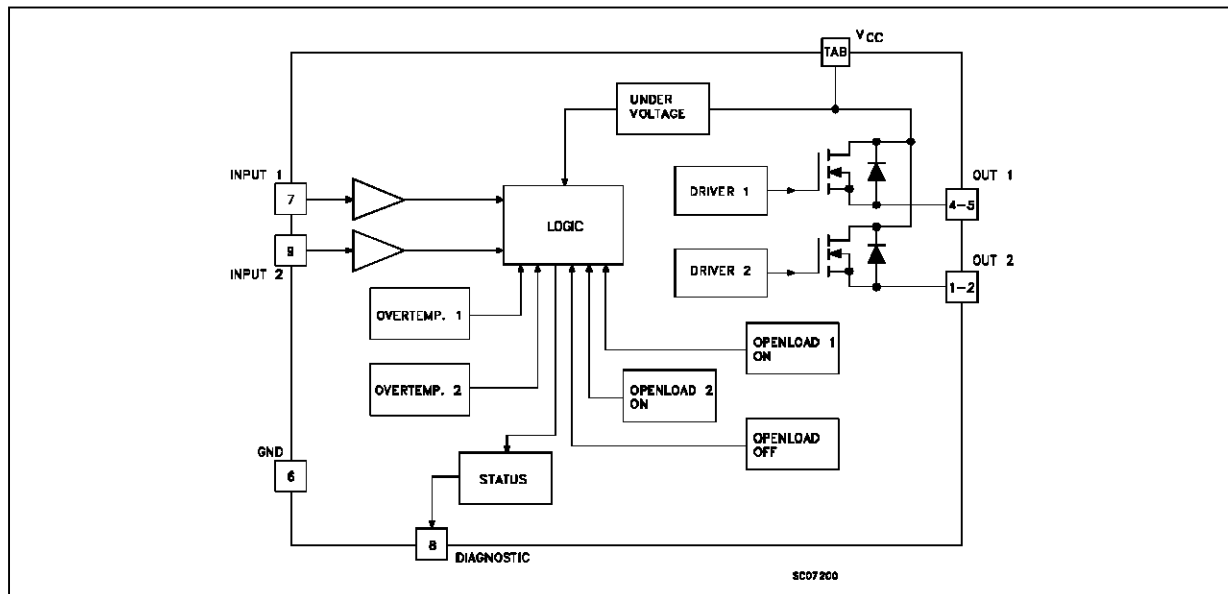 VCC
TAB
UNDER
VOLTAGE
INPUT 1
7
DRIVER 1
OUT 1
4-5
LOGIC
9
INPUT 2
DRIVER 2
OUT 2
1-2
OVERTEMP. 1
OPENLOAD 1
ON
OVERTEMP. 2
OPENLOAD 2
ON
OPENLOAD
OFF
GND
6
STATUS
8
DIAGNOSTIC
SC07200